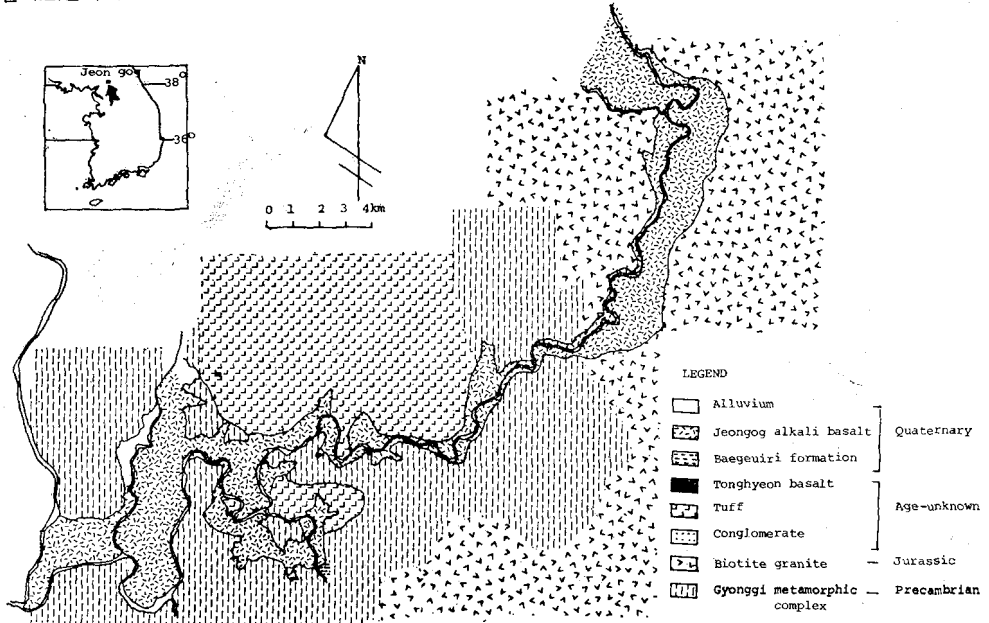 Jeon gog
38°
36°
N
0 1 2 3 4km
LEGEND
Alluvium
Jeongog alkali basalt
Quaternary
Baegeuiri formation
Tonghyeon basalt
Tuff
Age-unknown
Conglomerate
Biotite granite — Jurassic
Gyonggi metamorphic — Precambrian
complex